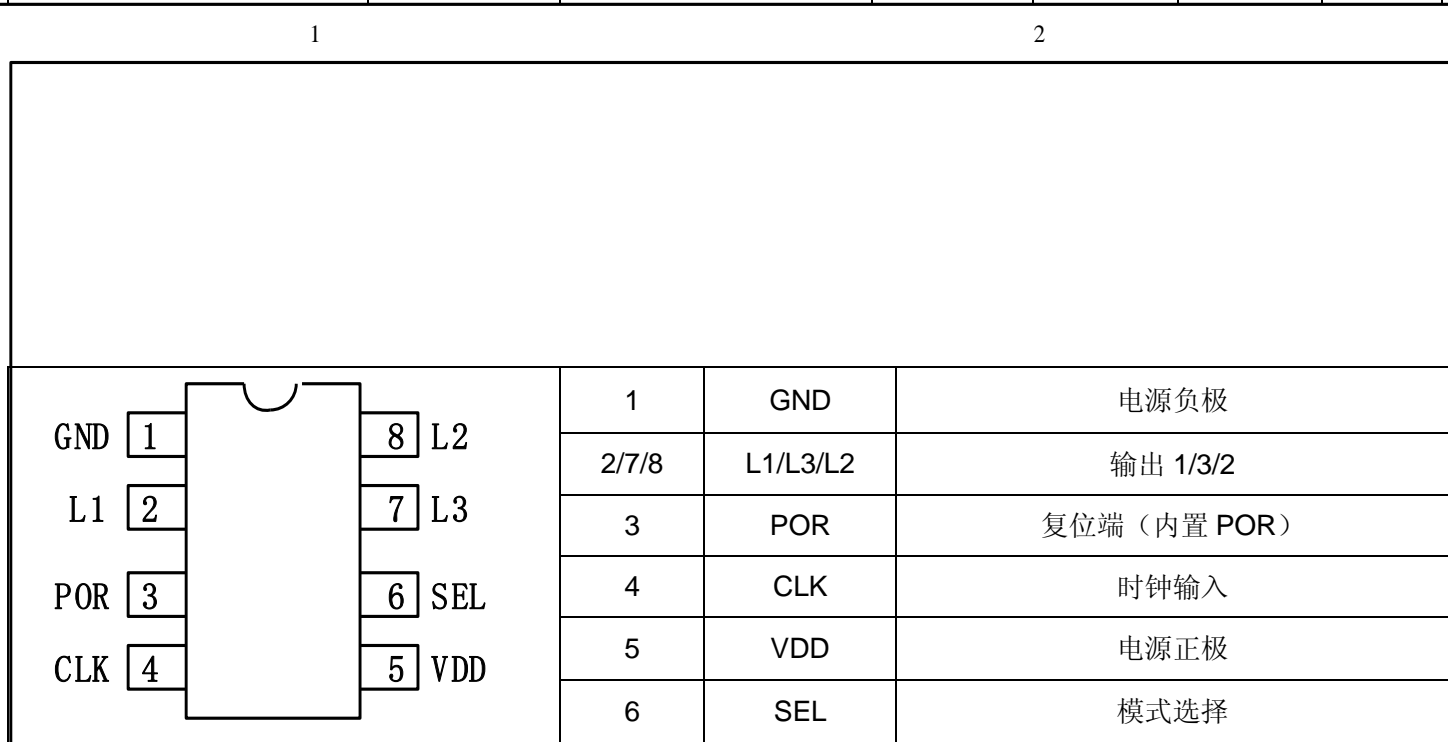 1 2
GND 1 8 L2
L1 2 7 L3
POR 3 6 SEL
CLK 4 5 VDD
1 GND 电源负极
2/7/8 L1/L3/L2 输出 1/3/2
3 POR 复位端（内置 POR）
4 CLK 时钟输入
5 VDD 电源正极
6 SEL 模式选择